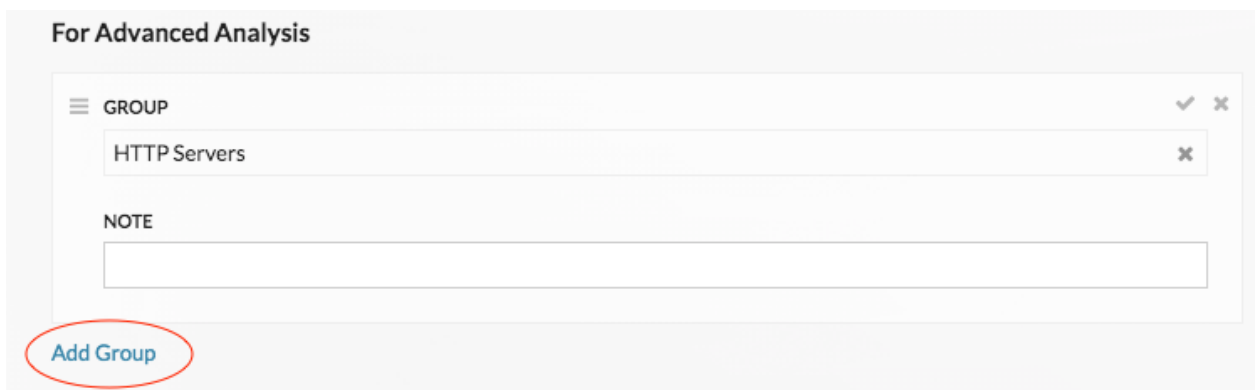 For Advanced Analysis
GROUP
HTTP Servers
NOTE
Add Group